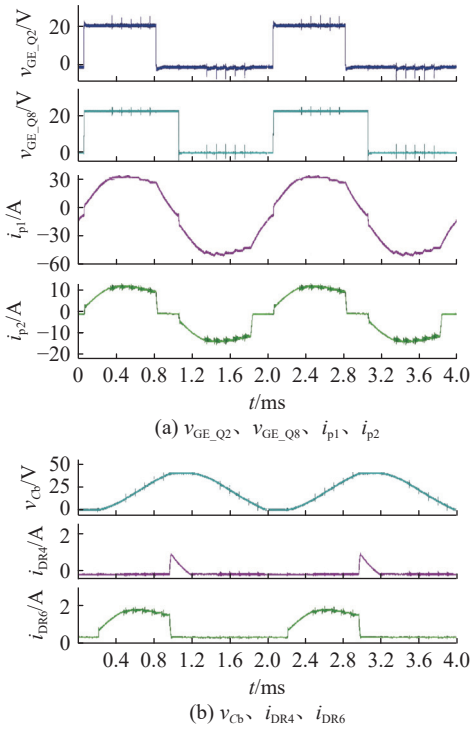 v_GE_Q2/V
20
0
v_GE_Q8/V
20
0
i_p1/A
30
0
−30
−60
i_p2/A
10
0
−10
−20
0 0.4 0.8 1.2 1.6 2.0 2.4 2.8 3.2 3.6 4.0
t/ms
(a) v_GE_Q2、v_GE_Q8、i_p1、i_p2
v_Cb/V
50
25
0
i_DR4/A
2
0
i_DR6/A
2
0
0.4 0.8 1.2 1.6 2.0 2.4 2.8 3.2 3.6 4.0
t/ms
(b) v_Cb、i_DR4、i_DR6